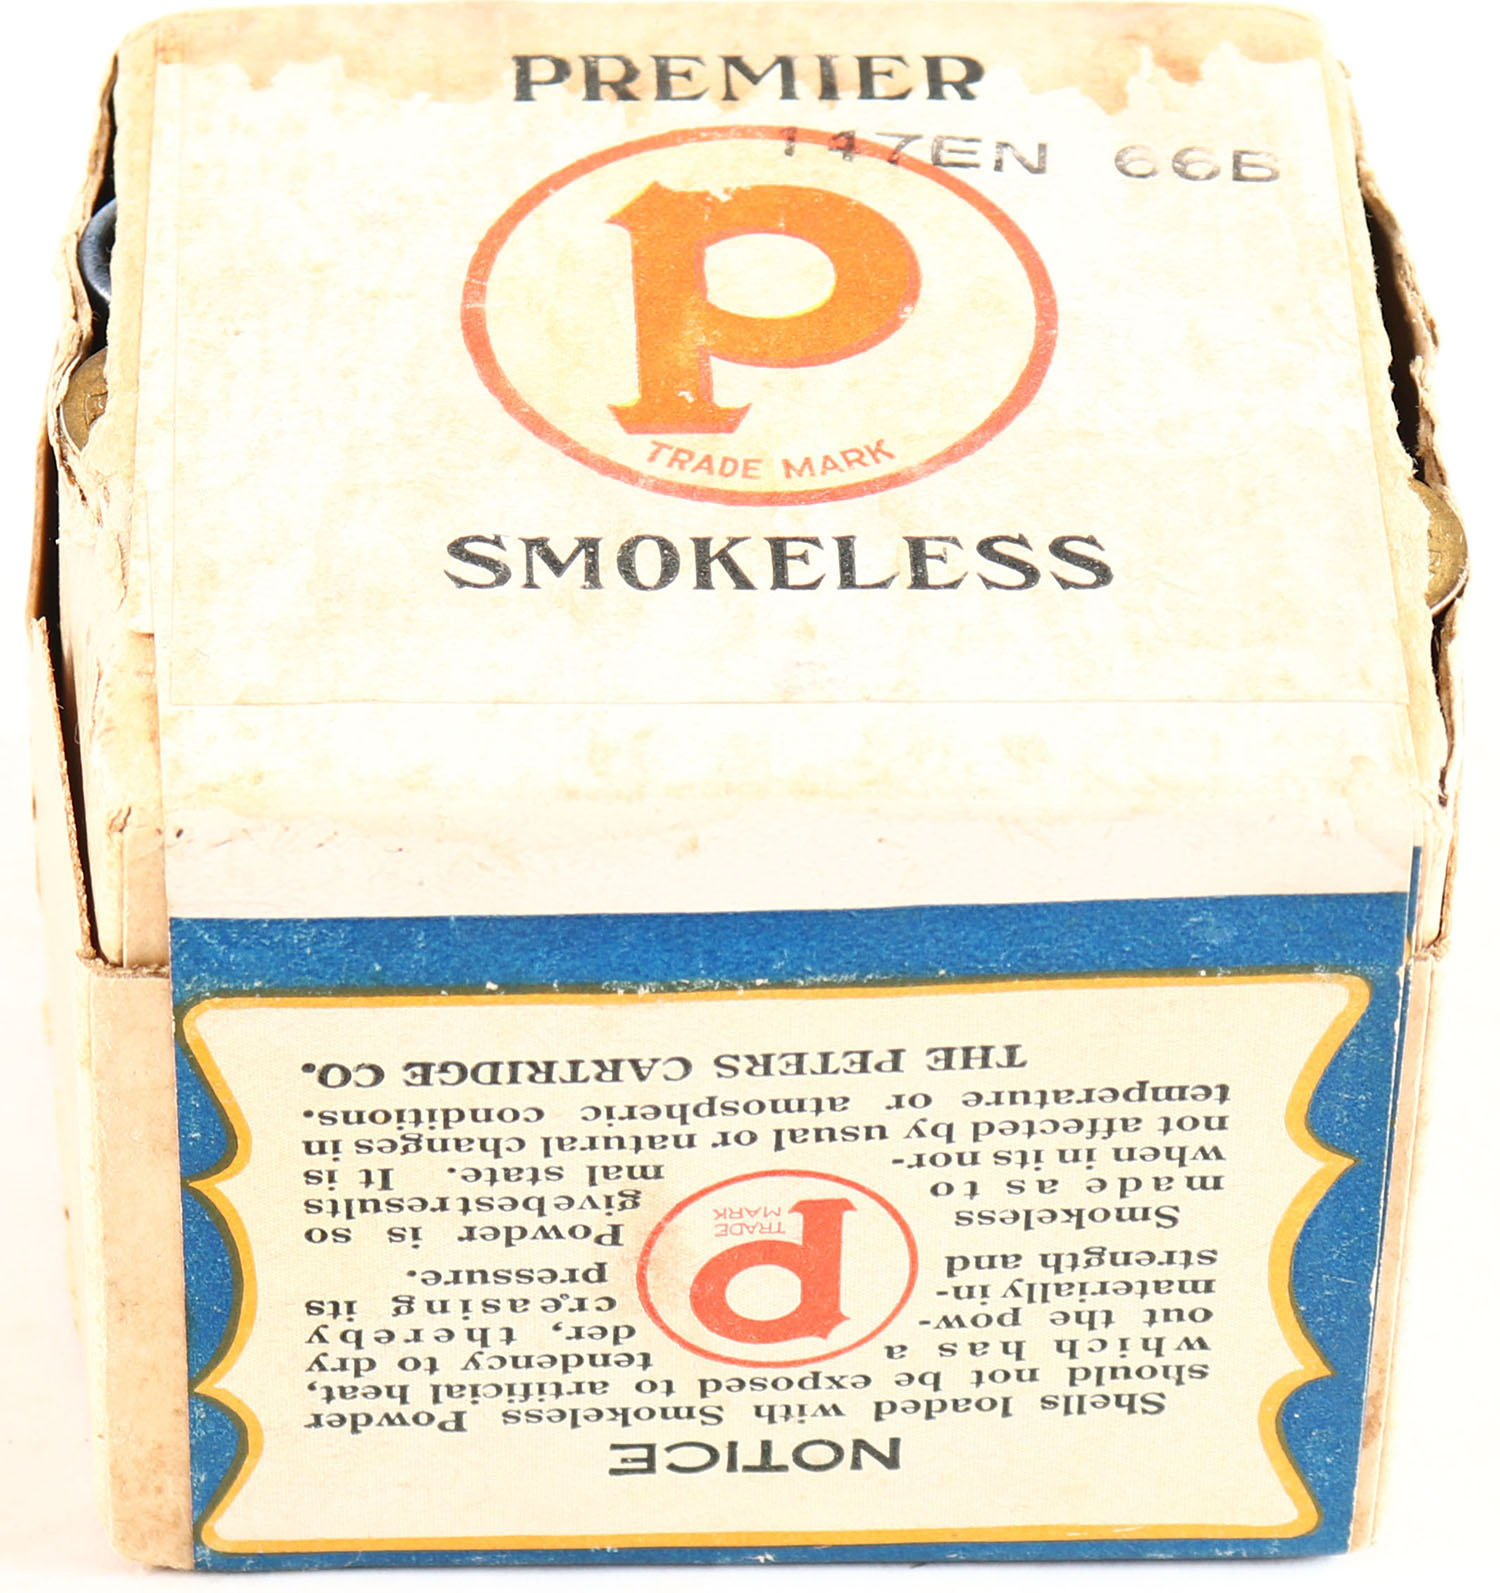 PREMIER
147EN 66B
P
TRADE MARK
SMOKELESS
NOTICE
Shells loaded with Smokeless Powder
should not be exposed to artificial heat,
which has a tendency to dry
out the pow- der, thereby
materially in- creasing its
strength and pressure.
P
TRADE
MARK
Smokeless Powder is so
made as to give best results
when in its nor- mal state. It is
not affected by usual or natural changes in
temperature or atmospheric conditions.
THE PETERS CARTRIDGE CO.